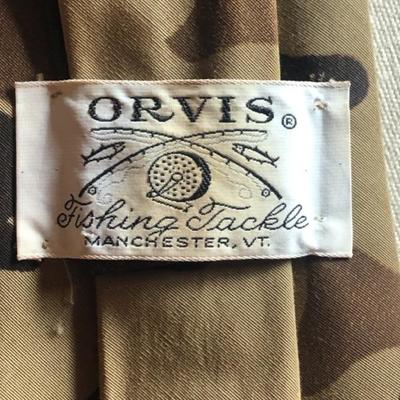 ORVIS ®
Fishing Tackle
MANCHESTER, VT.